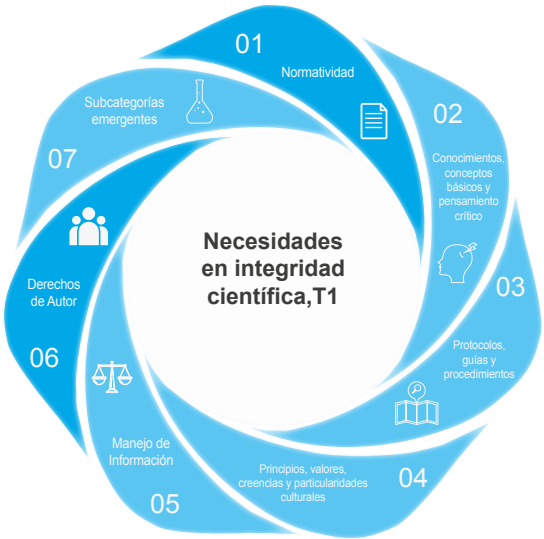 Necesidades
en integridad
científica,T1
01
Normatividad
02
Conocimientos,
conceptos
básicos y
pensamiento
crítico
03
Protocolos,
guías y
procedimientos
04
Principios, valores,
creencias y particularidades
culturales
05
Manejo de
Información
06
Derechos
de Autor
07
Subcategorías
emergentes